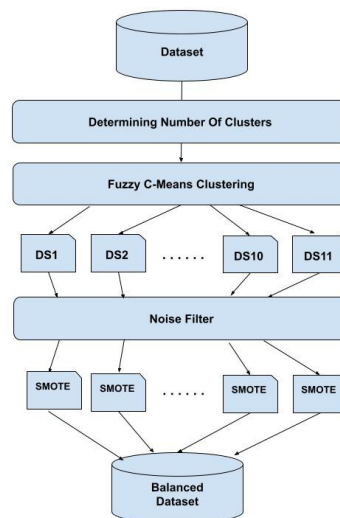 Dataset
Determining Number Of Clusters
Fuzzy C-Means Clustering
DS1 DS2 ...... DS10 DS11
Noise Filter
SMOTE SMOTE ...... SMOTE SMOTE
Balanced
Dataset